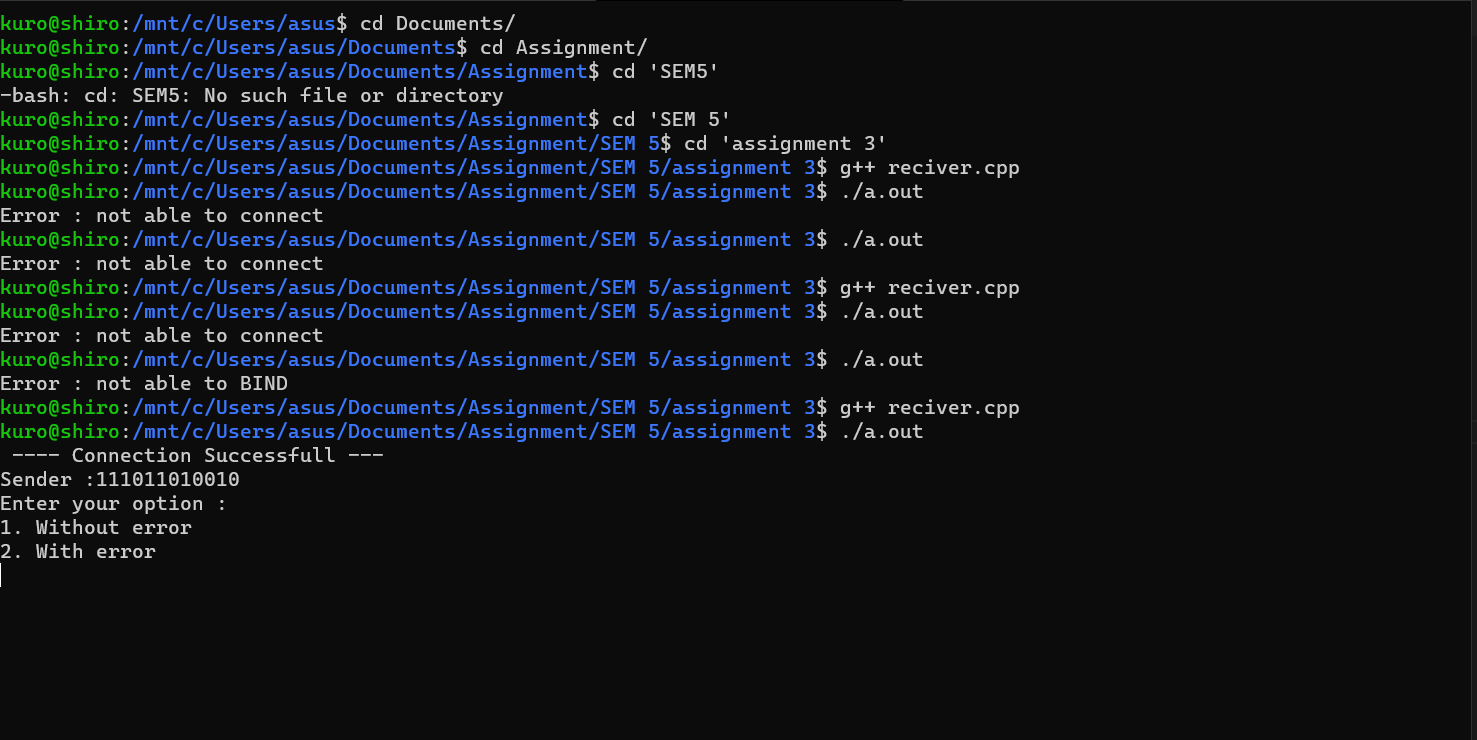 kuro@shiro:/mnt/c/Users/asus$ cd Documents/
kuro@shiro:/mnt/c/Users/asus/Documents$ cd Assignment/
kuro@shiro:/mnt/c/Users/asus/Documents/Assignment$ cd 'SEM5'
-bash: cd: SEM5: No such file or directory
kuro@shiro:/mnt/c/Users/asus/Documents/Assignment$ cd 'SEM 5'
kuro@shiro:/mnt/c/Users/asus/Documents/Assignment/SEM 5$ cd 'assignment 3'
kuro@shiro:/mnt/c/Users/asus/Documents/Assignment/SEM 5/assignment 3$ g++ reciver.cpp
kuro@shiro:/mnt/c/Users/asus/Documents/Assignment/SEM 5/assignment 3$ ./a.out
Error : not able to connect
kuro@shiro:/mnt/c/Users/asus/Documents/Assignment/SEM 5/assignment 3$ ./a.out
Error : not able to connect
kuro@shiro:/mnt/c/Users/asus/Documents/Assignment/SEM 5/assignment 3$ g++ reciver.cpp
kuro@shiro:/mnt/c/Users/asus/Documents/Assignment/SEM 5/assignment 3$ ./a.out
Error : not able to connect
kuro@shiro:/mnt/c/Users/asus/Documents/Assignment/SEM 5/assignment 3$ ./a.out
Error : not able to BIND
kuro@shiro:/mnt/c/Users/asus/Documents/Assignment/SEM 5/assignment 3$ g++ reciver.cpp
kuro@shiro:/mnt/c/Users/asus/Documents/Assignment/SEM 5/assignment 3$ ./a.out
 ---- Connection Successfull ---
Sender :111011010010
Enter your option :
1. Without error
2. With error